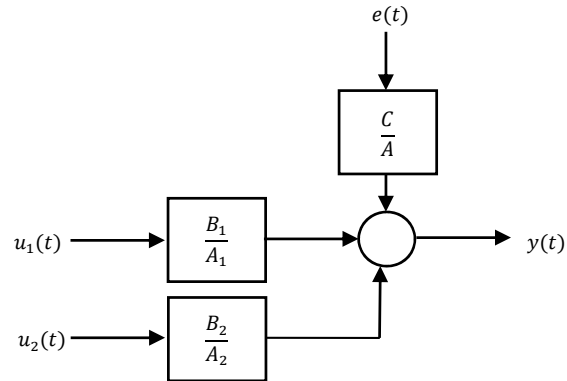 e(t)
C
A
u₁(t)
B₁
A₁
y(t)
u₂(t)
B₂
A₂